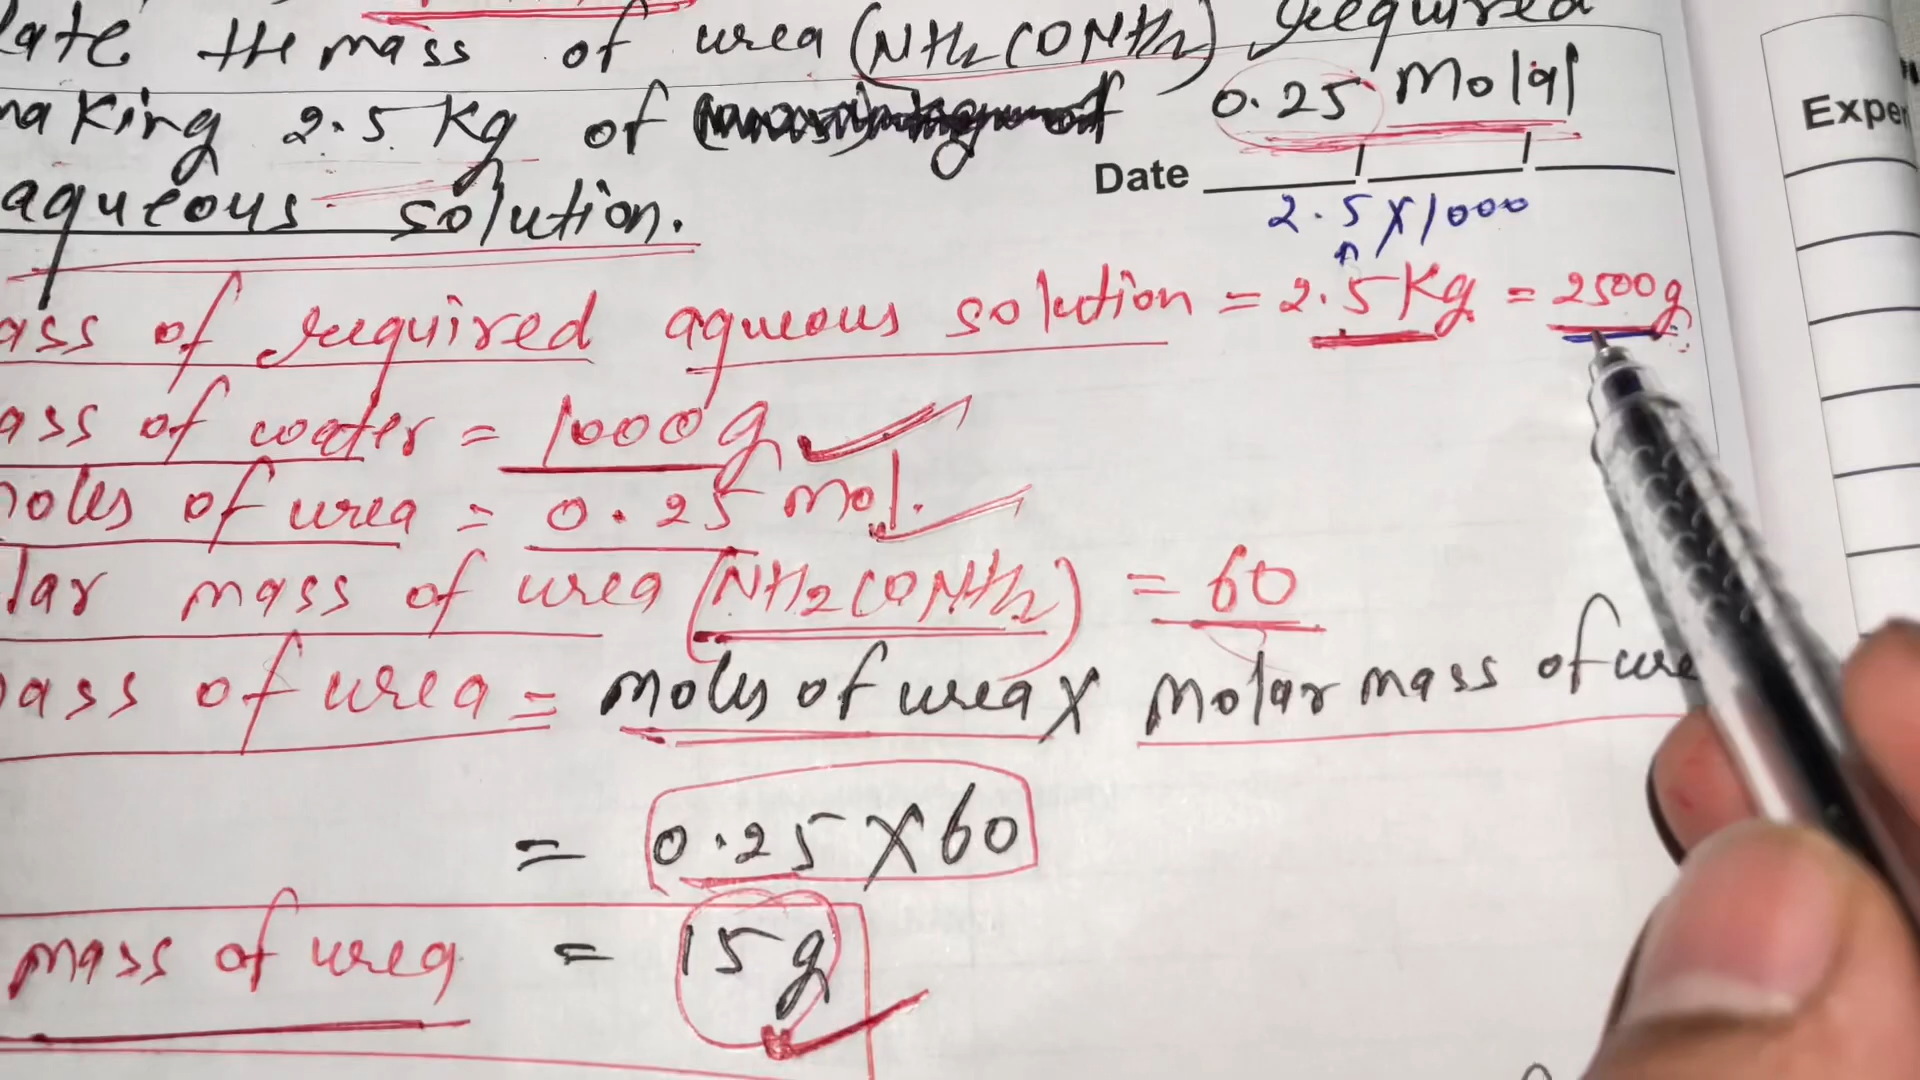 late the mass of urea (NH2CONH2) required
making 2.5 Kg of 0.25 Molal
Date
aqueous solution.
2.5 X 1000
ass of required aqueous solution = 2.5 Kg = 2500g
ass of water = 1000g
moles of urea = 0.25 mol.
lar mass of urea (NH2CONH2) = 60
mass of urea = moles of urea X Molar mass of ure
= 0.25 X 60
mass of urea = 15g
Exper